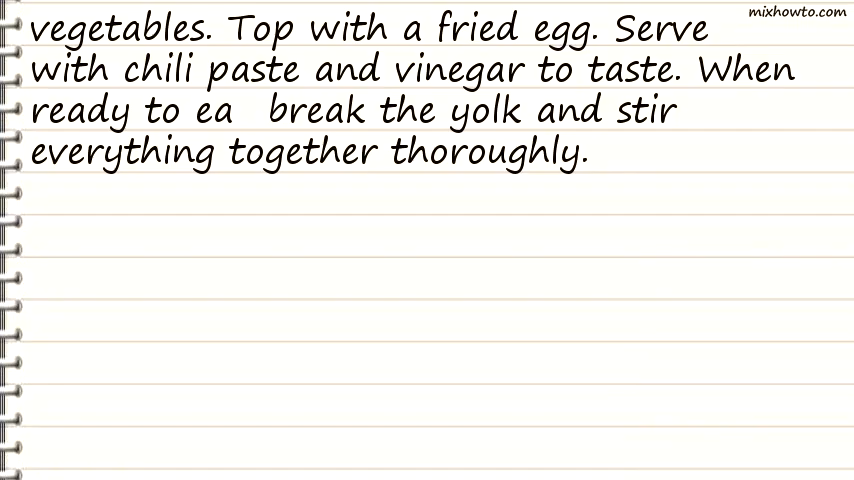 mixhowto.com
vegetables. Top with a fried egg. Serve
with chili paste and vinegar to taste. When
ready to ea break the yolk and stir
everything together thoroughly.